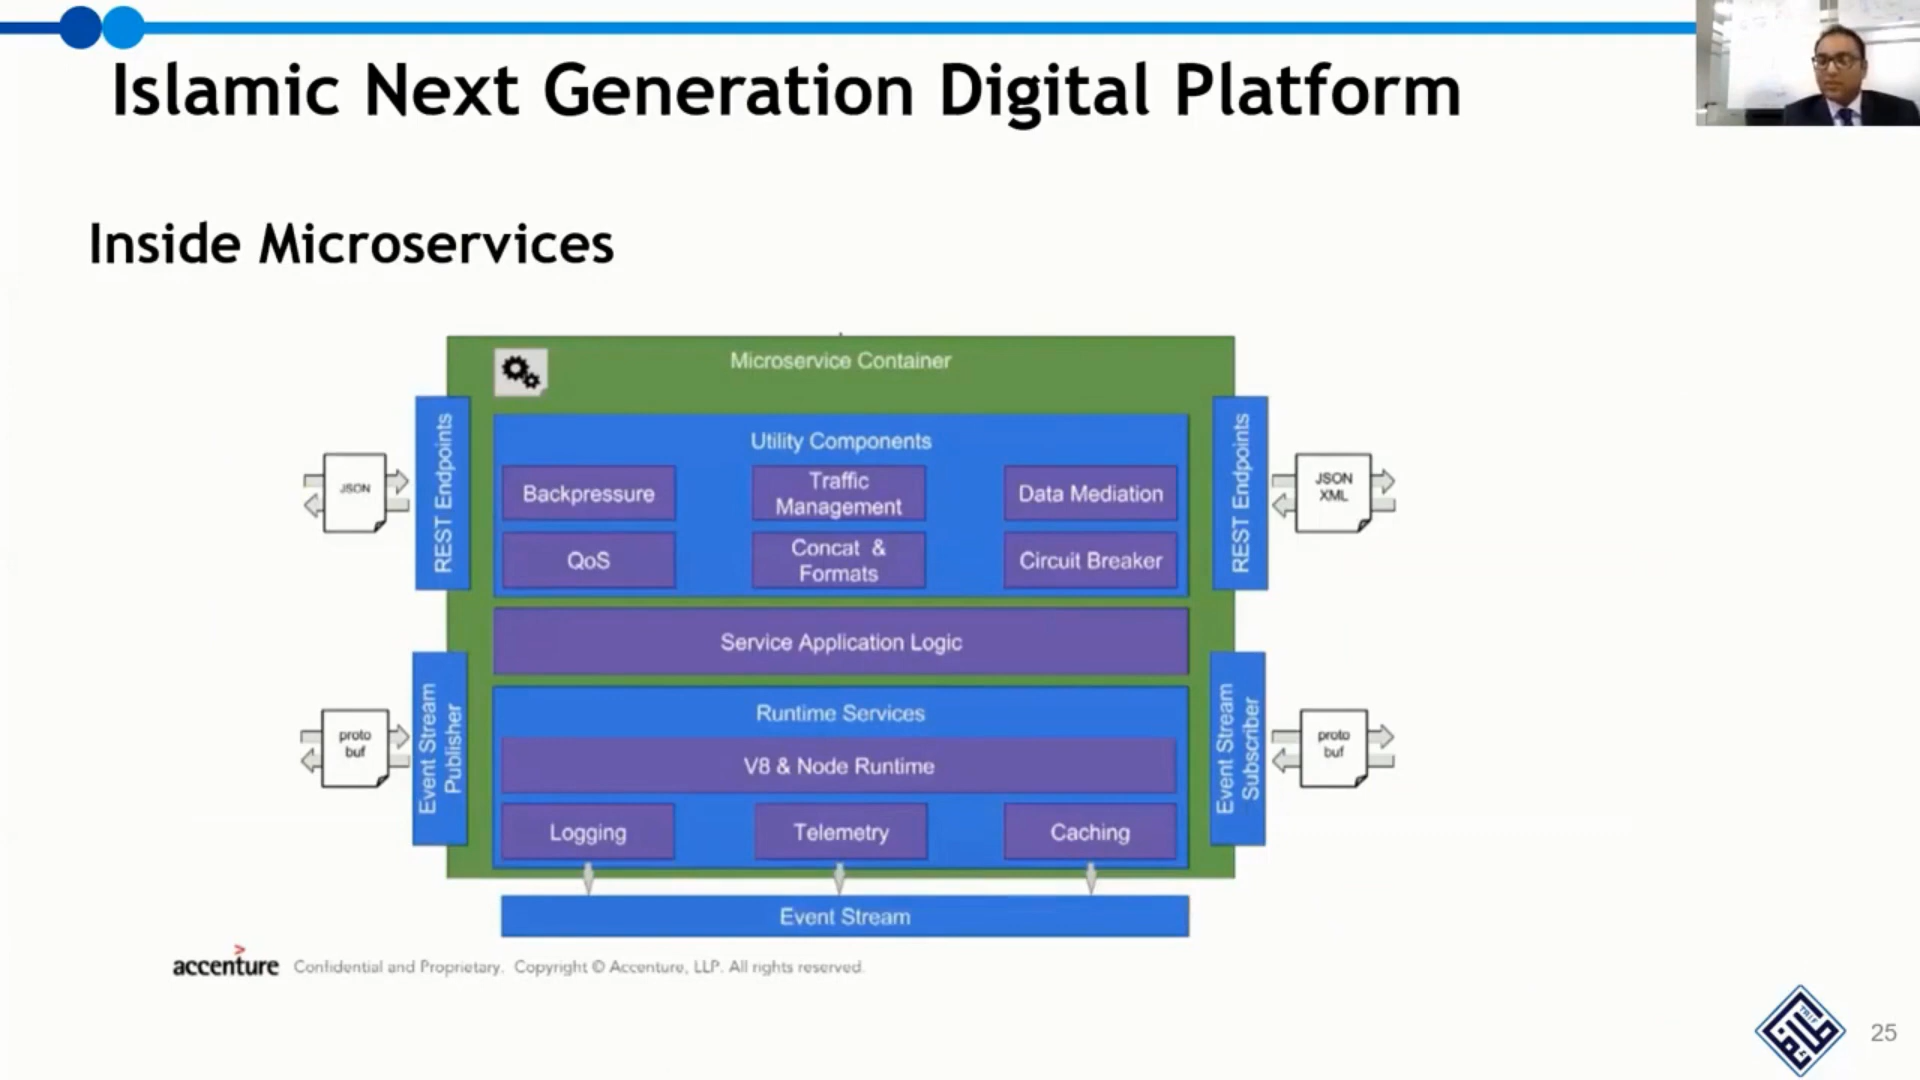 Islamic Next Generation Digital Platform
Inside Microservices
Microservice Container
REST Endpoints
JSON
Utility Components
Backpressure
Traffic
Management
Data Mediation
QoS
Concat &
Formats
Circuit Breaker
REST Endpoints
JSON
XML
Service Application Logic
Event Stream
Publisher
proto
buf
Runtime Services
V8 & Node Runtime
Logging
Telemetry
Caching
Event Stream
Subscriber
proto
buf
Event Stream
accenture Confidential and Proprietary. Copyright © Accenture, LLP. All rights reserved.
TRIF
25